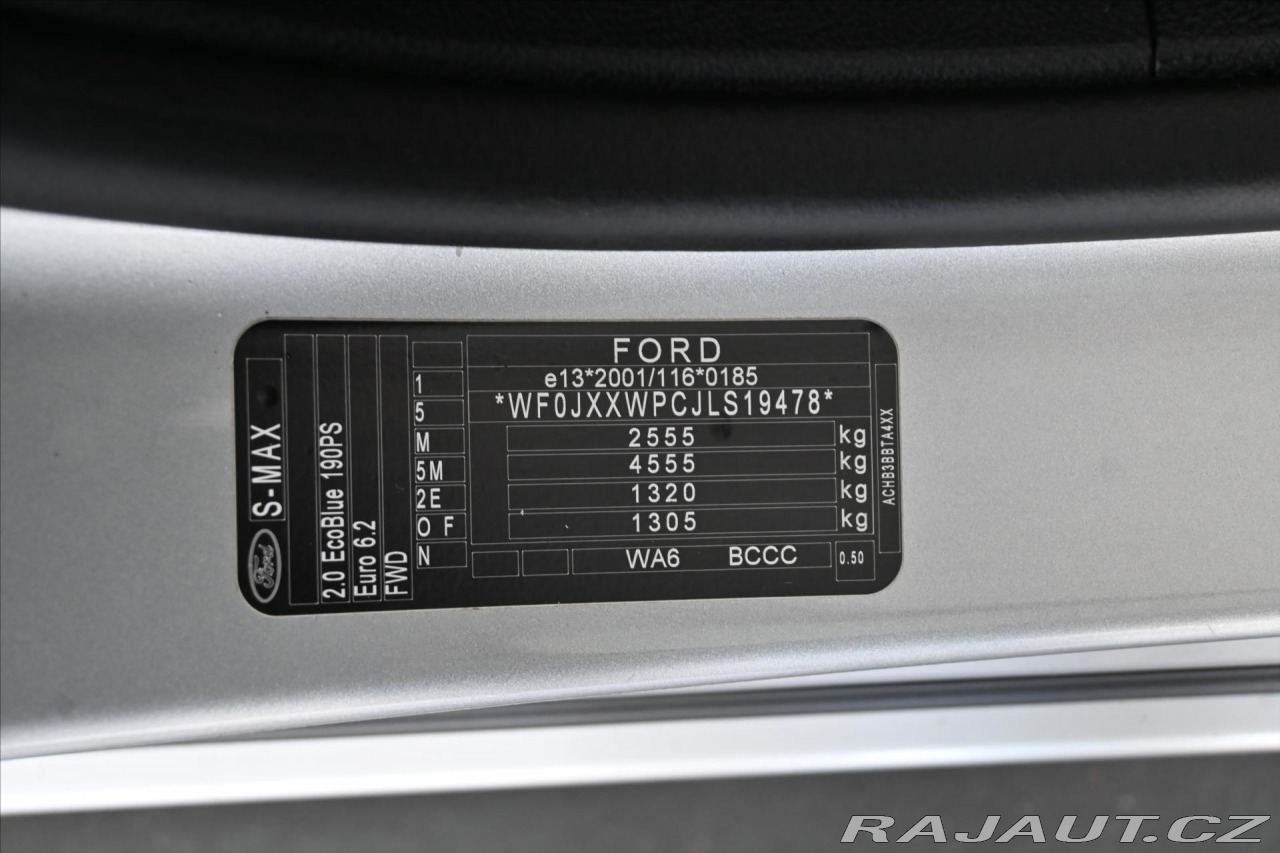 Ford S-MAX
2.0 EcoBlue 190PS
Euro 6.2
FWD
1
5
M
5M
2E
O F
N
FORD
e13*2001/116*0185
*WF0JXXWPCJLS19478*
2555 kg
4555 kg
1320 kg
1305 kg
WA6 BCCC 0.50
ACHB3BBTA4XX
RAJAUT.CZ